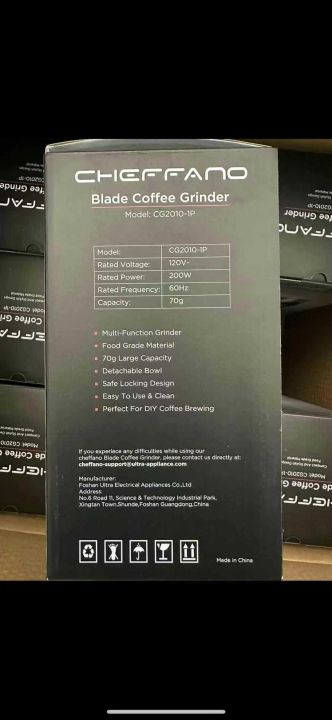 CHEFFANO
Blade Coffee Grinder
Model: CG2010-1P
Model: CG2010-1P
Rated Voltage: 120V~
Rated Power: 200W
Rated Frequency: 60Hz
Capacity: 70g
Multi-Function Grinder
Food Grade Material
70g Large Capacity
Detachable Bowl
Safe Locking Design
Easy To Use & Clean
Perfect For DIY Coffee Brewing
If you experiece any difficulties while using our
cheffano Blade Coffee Grinder, please contact us directly at:
cheffano-support@ultra-appliance.com
Manufacturer:
Foshan Ultra Electrical Appliances Co.,Ltd
Address:
No.6 Road 11, Science & Technology Industrial Park,
Xingtan Town,Shunde,Foshan Guangdong,China
Made in China